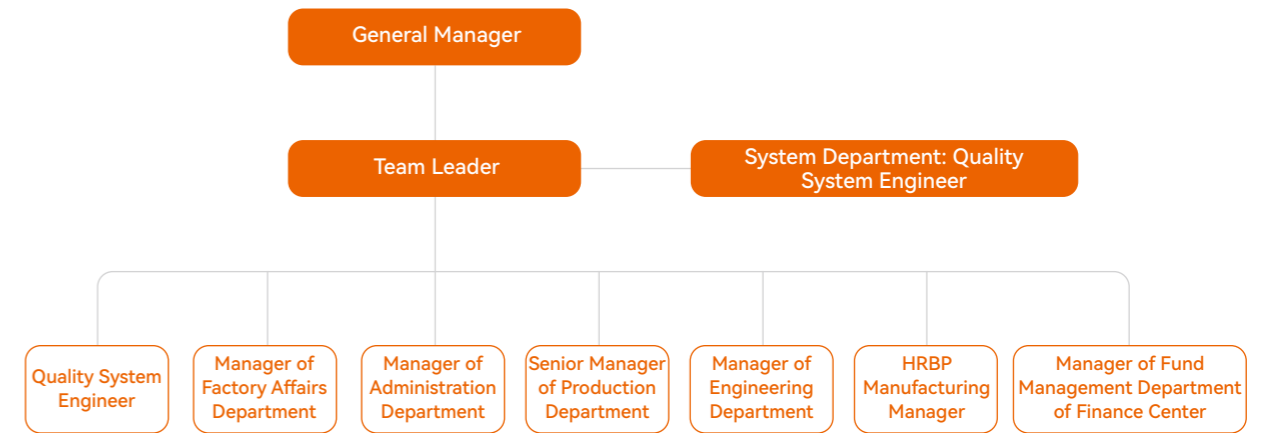 General Manager
Team Leader
System Department: Quality
System Engineer
Quality System
Engineer
Manager of
Factory Affairs
Department
Manager of
Administration
Department
Senior Manager
of Production
Department
Manager of
Engineering
Department
HRBP
Manufacturing
Manager
Manager of Fund
Management Department
of Finance Center